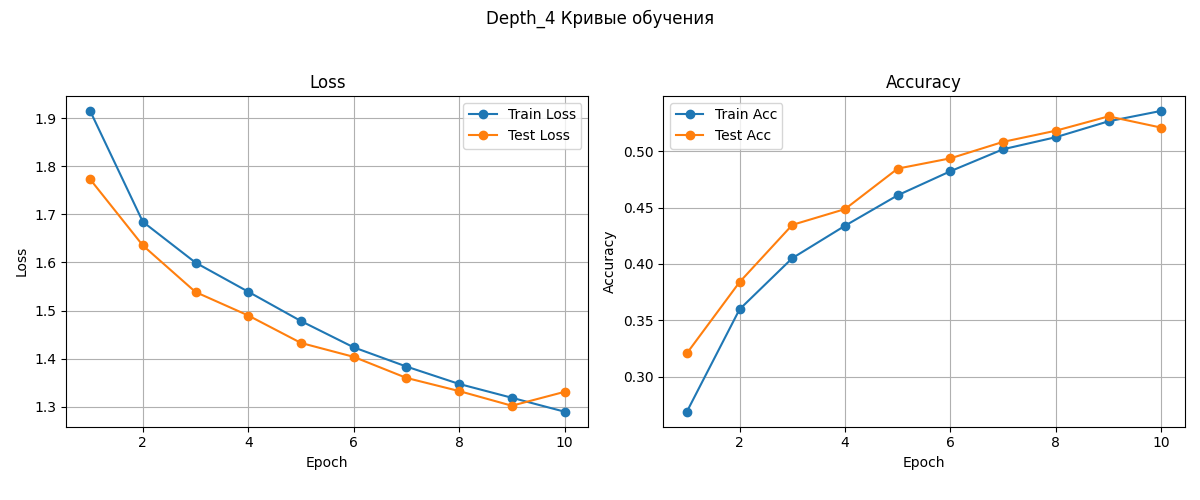 Depth_4 Кривые обучения
Loss
Train Loss
Test Loss
1.9
1.8
1.7
1.6
1.5
1.4
1.3
Loss
2 4 6 8 10
Epoch
Accuracy
Train Acc
Test Acc
0.50
0.45
0.40
0.35
0.30
Accuracy
2 4 6 8 10
Epoch